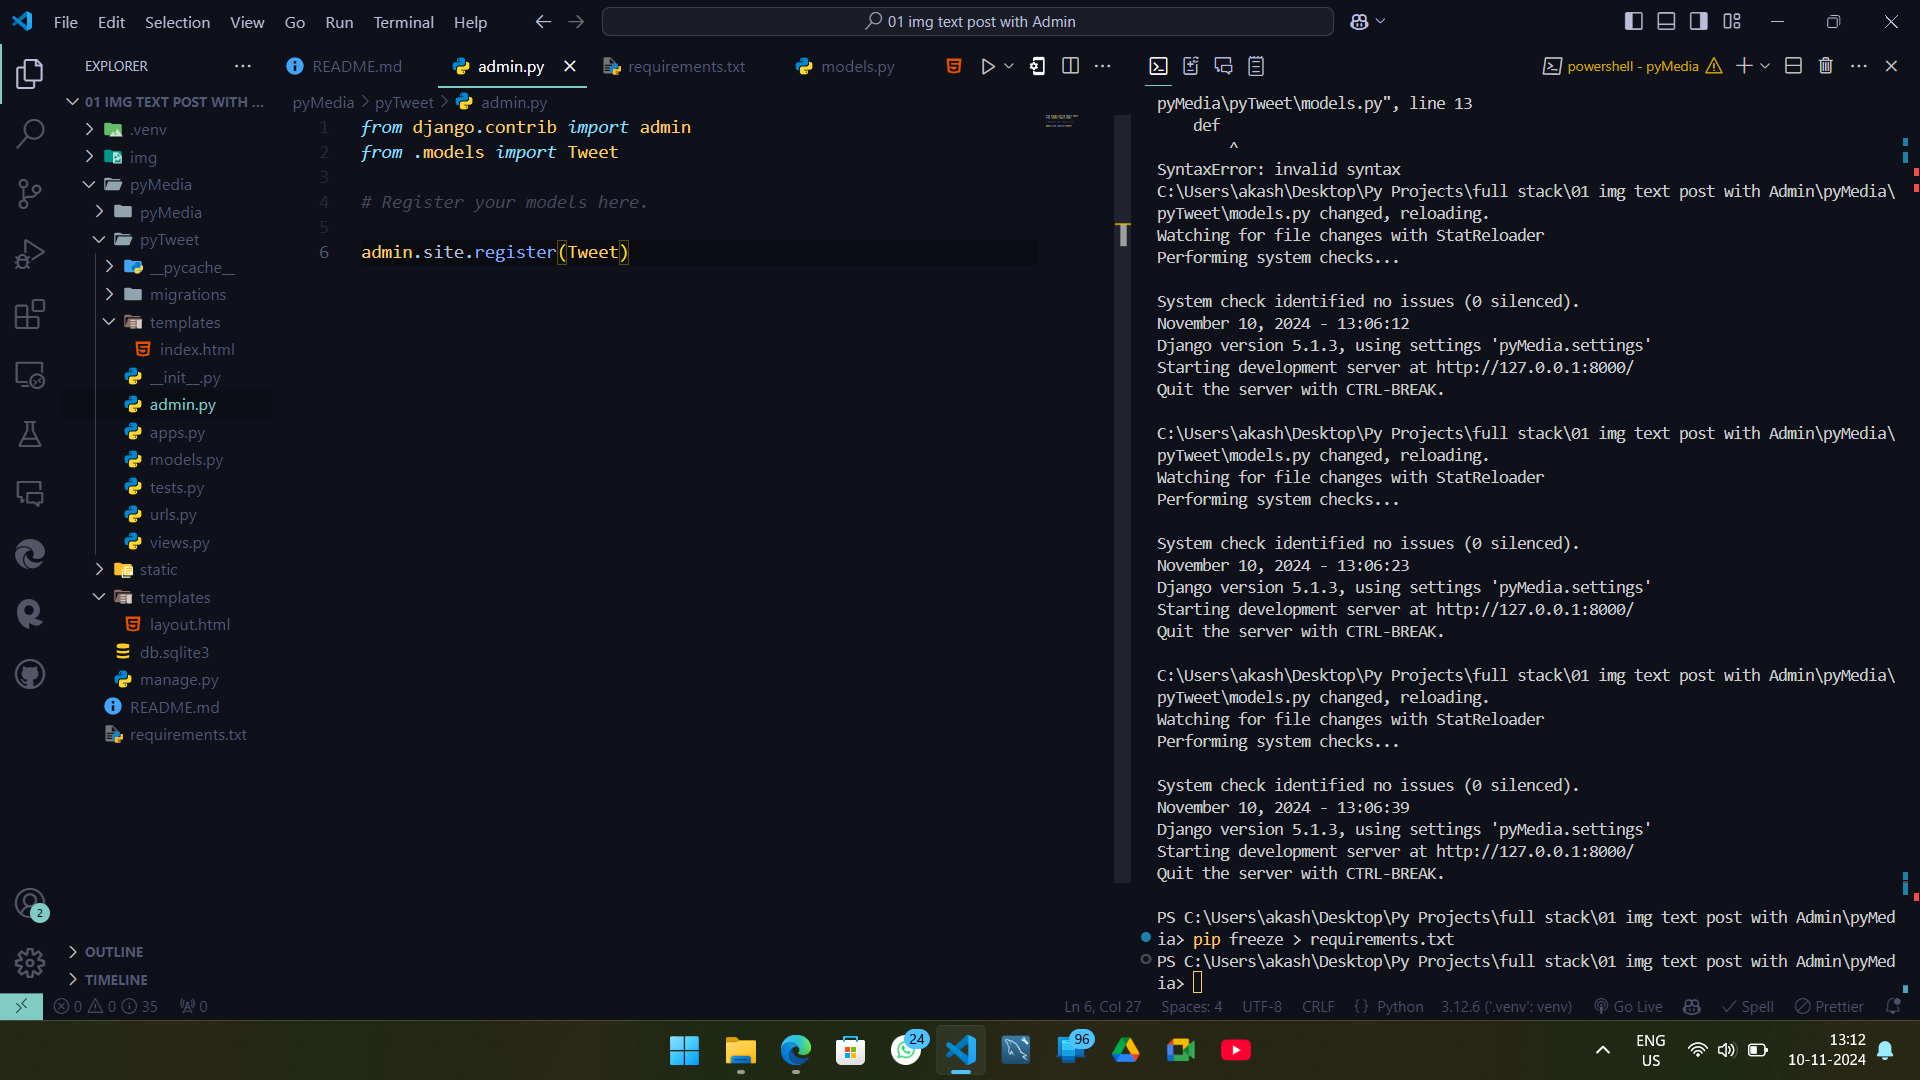 File Edit Selection View Go Run Terminal Help
01 img text post with Admin
EXPLORER
README.md
admin.py
requirements.txt
models.py
powershell - pyMedia
01 IMG TEXT POST WITH ...
.venv
img
pyMedia
pyMedia
pyTweet
__pycache__
migrations
templates
index.html
__init__.py
admin.py
apps.py
models.py
tests.py
urls.py
views.py
static
templates
layout.html
db.sqlite3
manage.py
README.md
requirements.txt
OUTLINE
TIMELINE
2
pyMedia > pyTweet > admin.py
1 from django.contrib import admin
2 from .models import Tweet
3
4 # Register your models here.
5
6 admin.site.register(Tweet)
pyMedia\pyTweet\models.py", line 13
def
^
SyntaxError: invalid syntax
C:\Users\akash\Desktop\Py Projects\full stack\01 img text post with Admin\pyMedia\
pyTweet\models.py changed, reloading.
Watching for file changes with StatReloader
Performing system checks...
System check identified no issues (0 silenced).
November 10, 2024 - 13:06:12
Django version 5.1.3, using settings 'pyMedia.settings'
Starting development server at http://127.0.0.1:8000/
Quit the server with CTRL-BREAK.
C:\Users\akash\Desktop\Py Projects\full stack\01 img text post with Admin\pyMedia\
pyTweet\models.py changed, reloading.
Watching for file changes with StatReloader
Performing system checks...
System check identified no issues (0 silenced).
November 10, 2024 - 13:06:23
Django version 5.1.3, using settings 'pyMedia.settings'
Starting development server at http://127.0.0.1:8000/
Quit the server with CTRL-BREAK.
C:\Users\akash\Desktop\Py Projects\full stack\01 img text post with Admin\pyMedia\
pyTweet\models.py changed, reloading.
Watching for file changes with StatReloader
Performing system checks...
System check identified no issues (0 silenced).
November 10, 2024 - 13:06:39
Django version 5.1.3, using settings 'pyMedia.settings'
Starting development server at http://127.0.0.1:8000/
Quit the server with CTRL-BREAK.
PS C:\Users\akash\Desktop\Py Projects\full stack\01 img text post with Admin\pyMed
ia> pip freeze > requirements.txt
PS C:\Users\akash\Desktop\Py Projects\full stack\01 img text post with Admin\pyMed
ia>
0 0 35 0 Ln 6, Col 27 Spaces: 4 UTF-8 CRLF { } Python 3.12.6 ('.venv': venv) Go Live Spell Prettier
24
96
ENG
US
13:12
10-11-2024